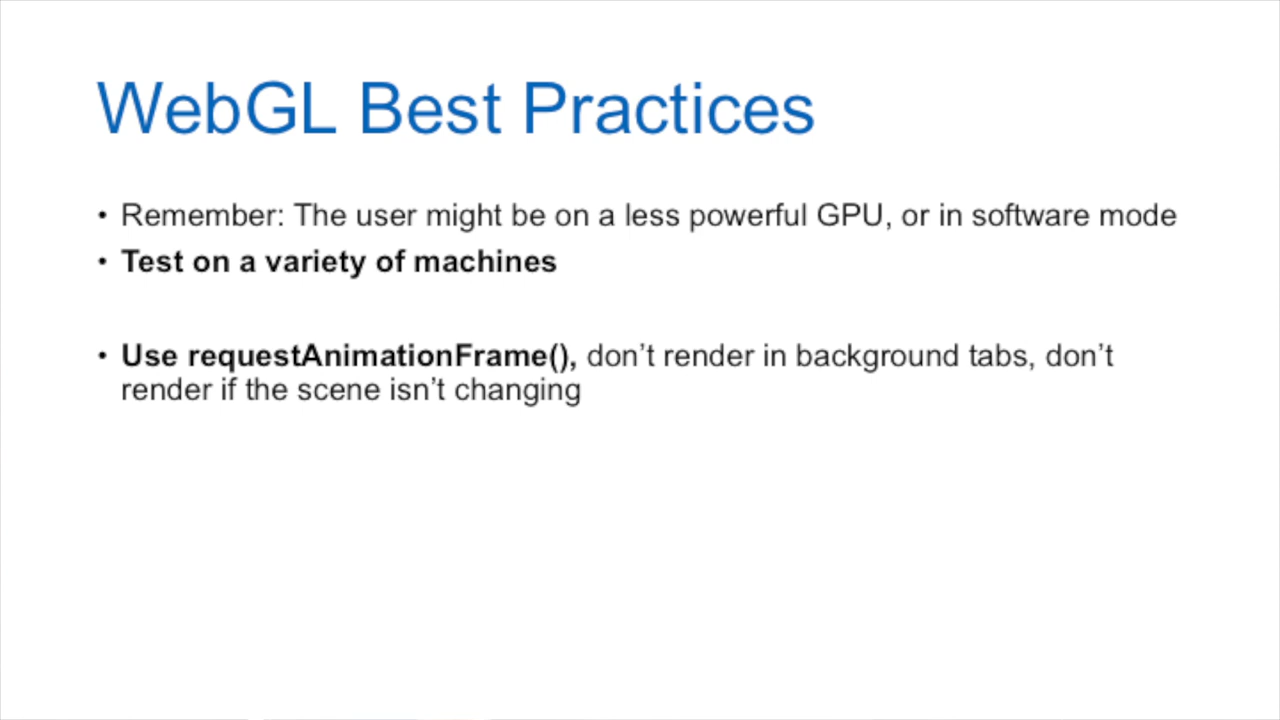 WebGL Best Practices
• Remember: The user might be on a less powerful GPU, or in software mode
• Test on a variety of machines
• Use requestAnimationFrame(), don’t render in background tabs, don’t
render if the scene isn’t changing